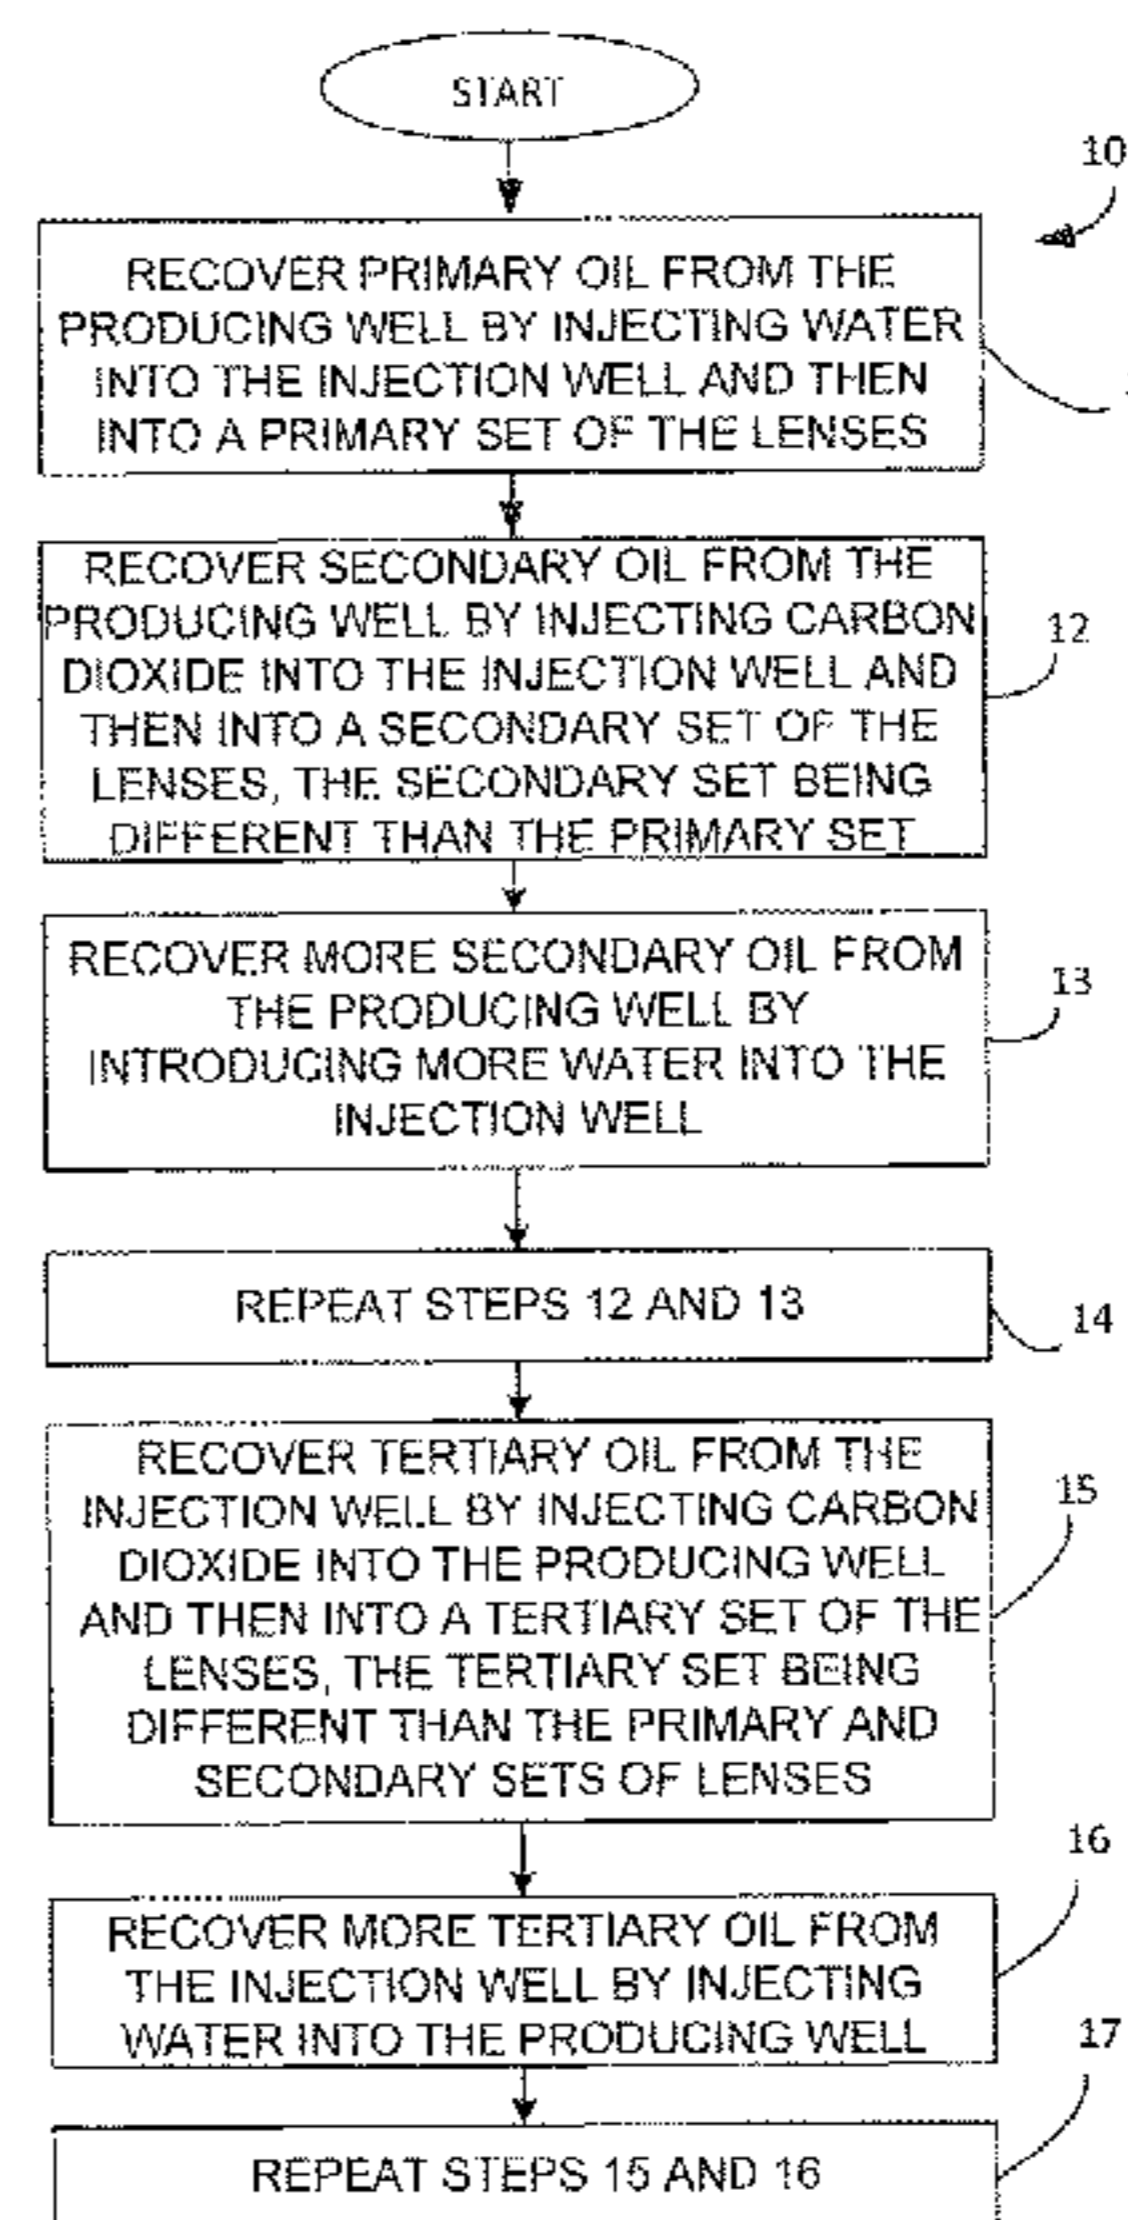 START
10
RECOVER PRIMARY OIL FROM THE
PRODUCING WELL BY INJECTING WATER
INTO THE INJECTION WELL AND THEN
INTO A PRIMARY SET OF THE LENSES
RECOVER SECONDARY OIL FROM THE
PRODUCING WELL BY INJECTING CARBON
DIOXIDE INTO THE INJECTION WELL AND
THEN INTO A SECONDARY SET OF THE
LENSES, THE SECONDARY SET BEING
DIFFERENT THAN THE PRIMARY SET
12
RECOVER MORE SECONDARY OIL FROM
THE PRODUCING WELL BY
INTRODUCING MORE WATER INTO THE
INJECTION WELL
13
REPEAT STEPS 12 AND 13
14
RECOVER TERTIARY OIL FROM THE
INJECTION WELL BY INJECTING CARBON
DIOXIDE INTO THE PRODUCING WELL
AND THEN INTO A TERTIARY SET OF THE
LENSES, THE TERTIARY SET BEING
DIFFERENT THAN THE PRIMARY AND
SECONDARY SETS OF LENSES
15
RECOVER MORE TERTIARY OIL FROM
THE INJECTION WELL BY INJECTING
WATER INTO THE PRODUCING WELL
16
REPEAT STEPS 15 AND 16
17